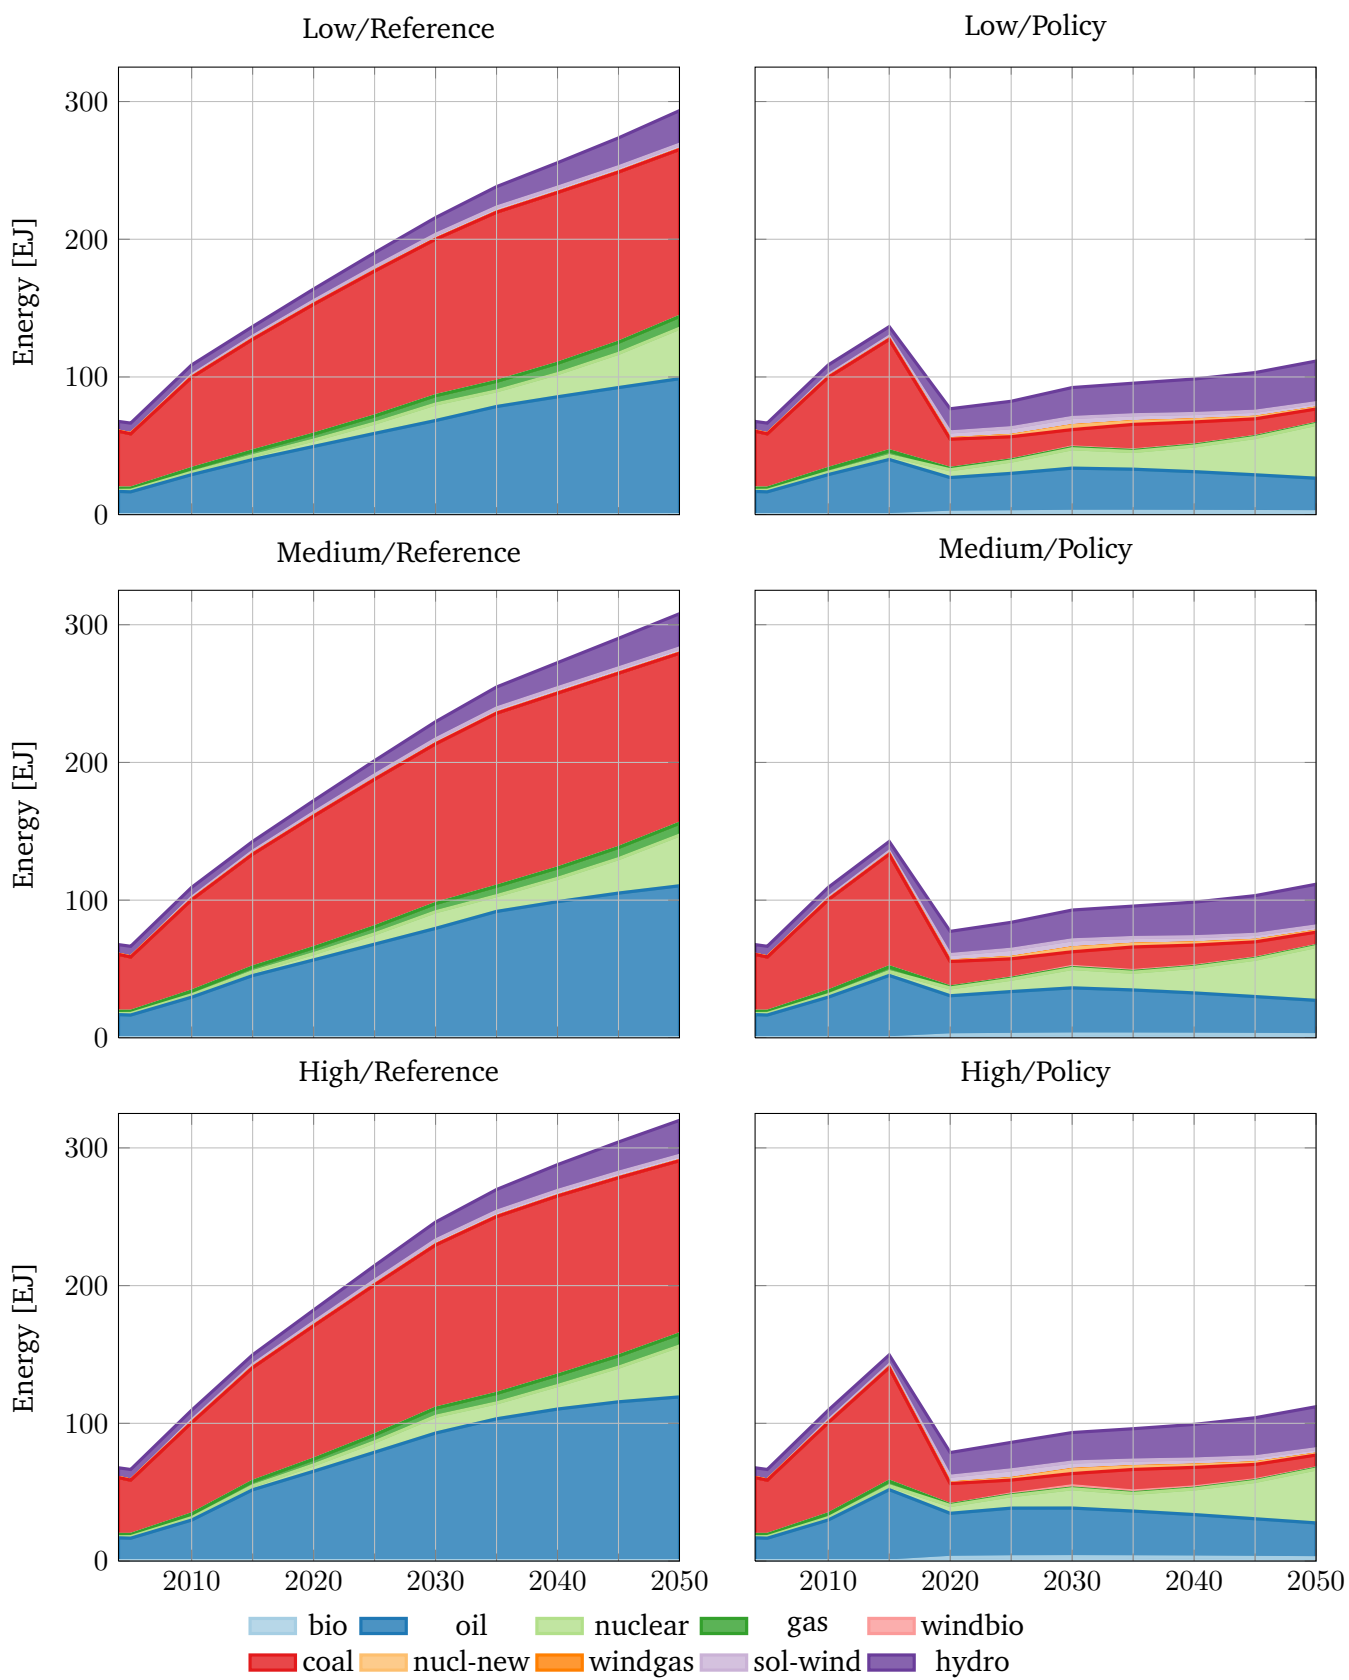 Low/Reference
Low/Policy
300
200
100
0
Energy [EJ]
Medium/Reference
Medium/Policy
300
200
100
0
Energy [EJ]
High/Reference
High/Policy
300
200
100
0
Energy [EJ]
2010 2020 2030 2040 2050
2010 2020 2030 2040 2050
bio oil nuclear gas windbio
coal nucl-new windgas sol-wind hydro